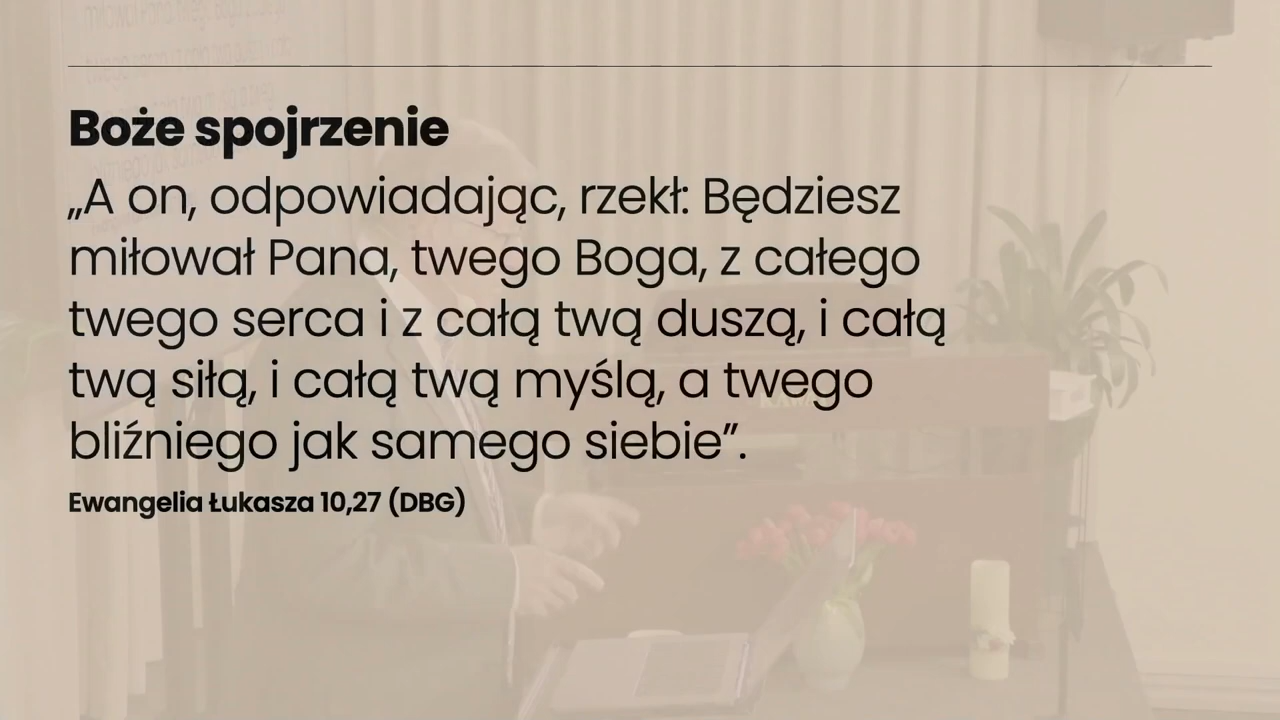 Boże spojrzenie
„A on, odpowiadając, rzekł: Będziesz
miłował Pana, twego Boga, z całego
twego serca i z całą twą duszą, i całą
twą siłą, i całą twą myślą, a twego
bliźniego jak samego siebie”.
Ewangelia Łukasza 10,27 (DBG)